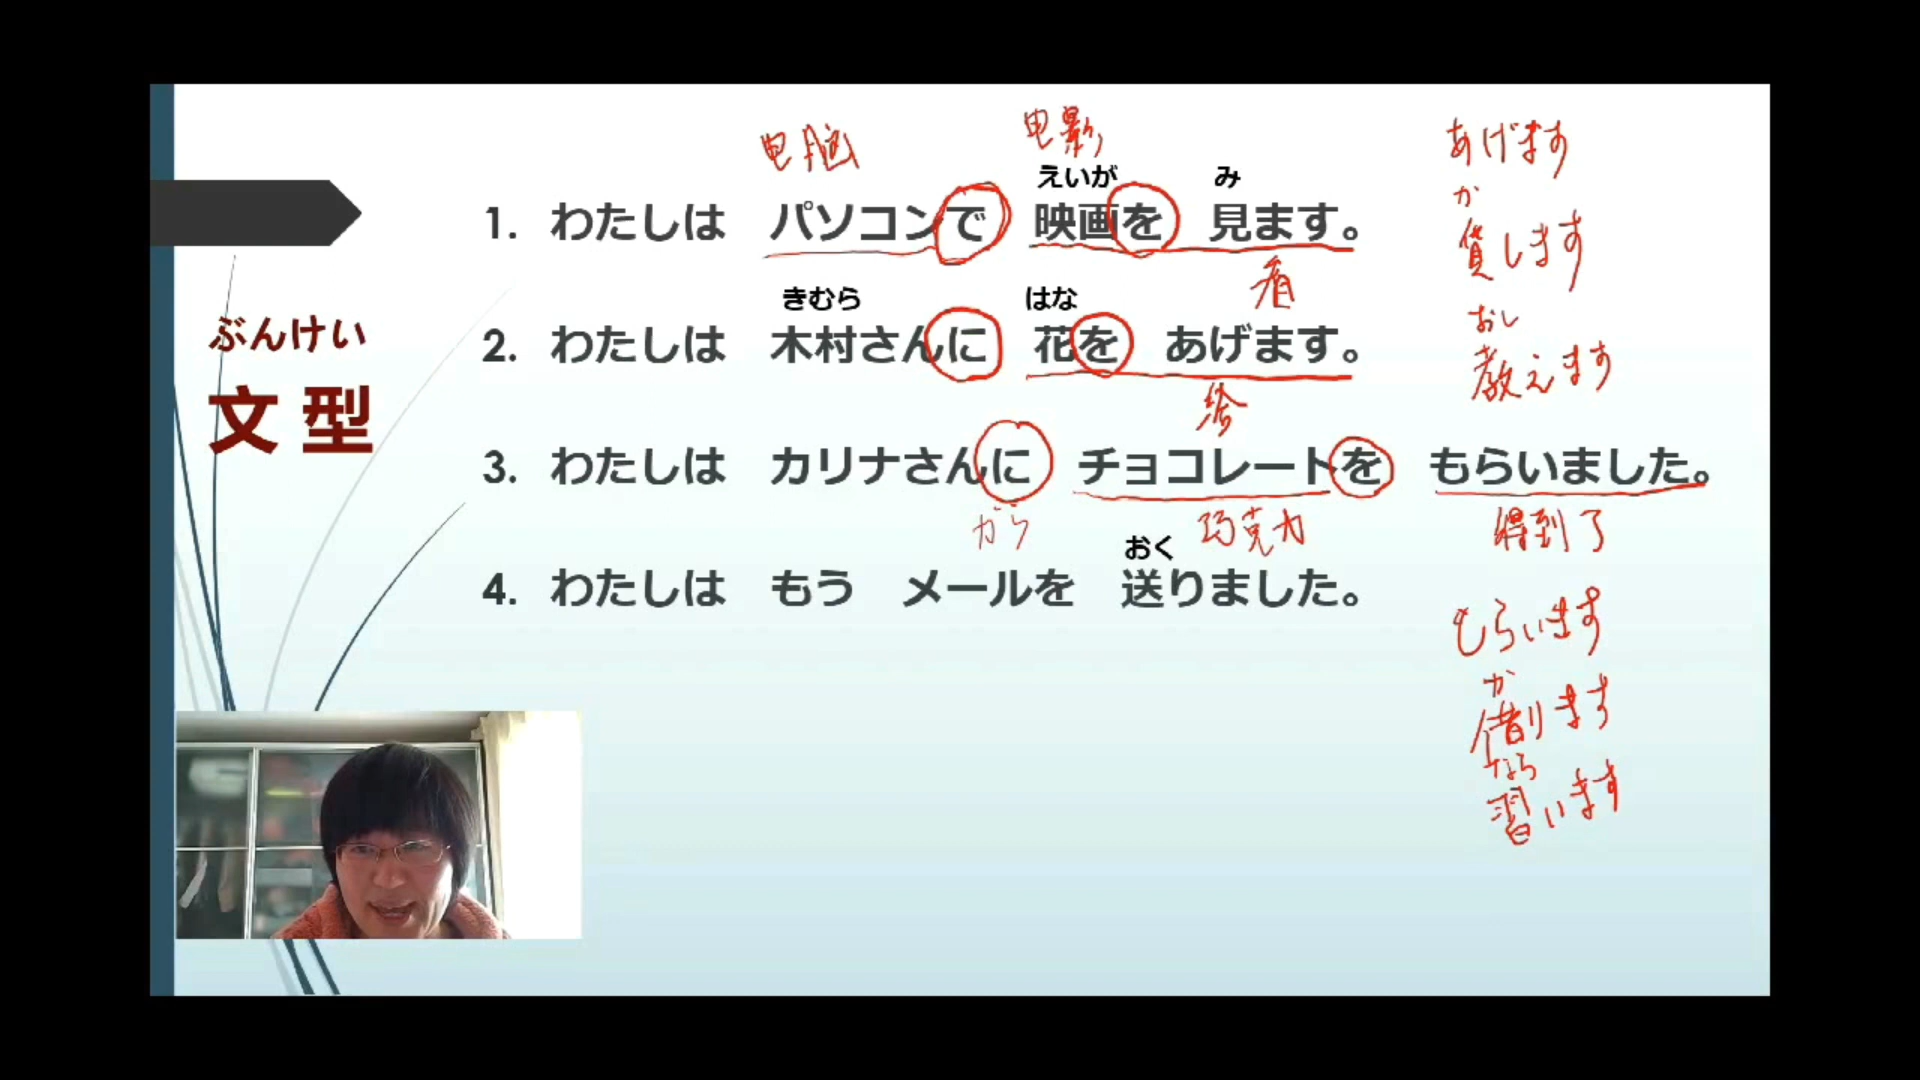 电脑
电影
えいが
み
1. わたしは パソコンで 映画を 見ます。
看
きむら
はな
2. わたしは 木村さんに 花を あげます。
给
3. わたしは カリナさんに チョコレートを もらいました。
から
巧克力
得到了
おく
4. わたしは もう メールを 送りました。
ぶんけい
文型
あげます
か
貸します
おし
教えます
もらいます
か
借ります
なら
習います